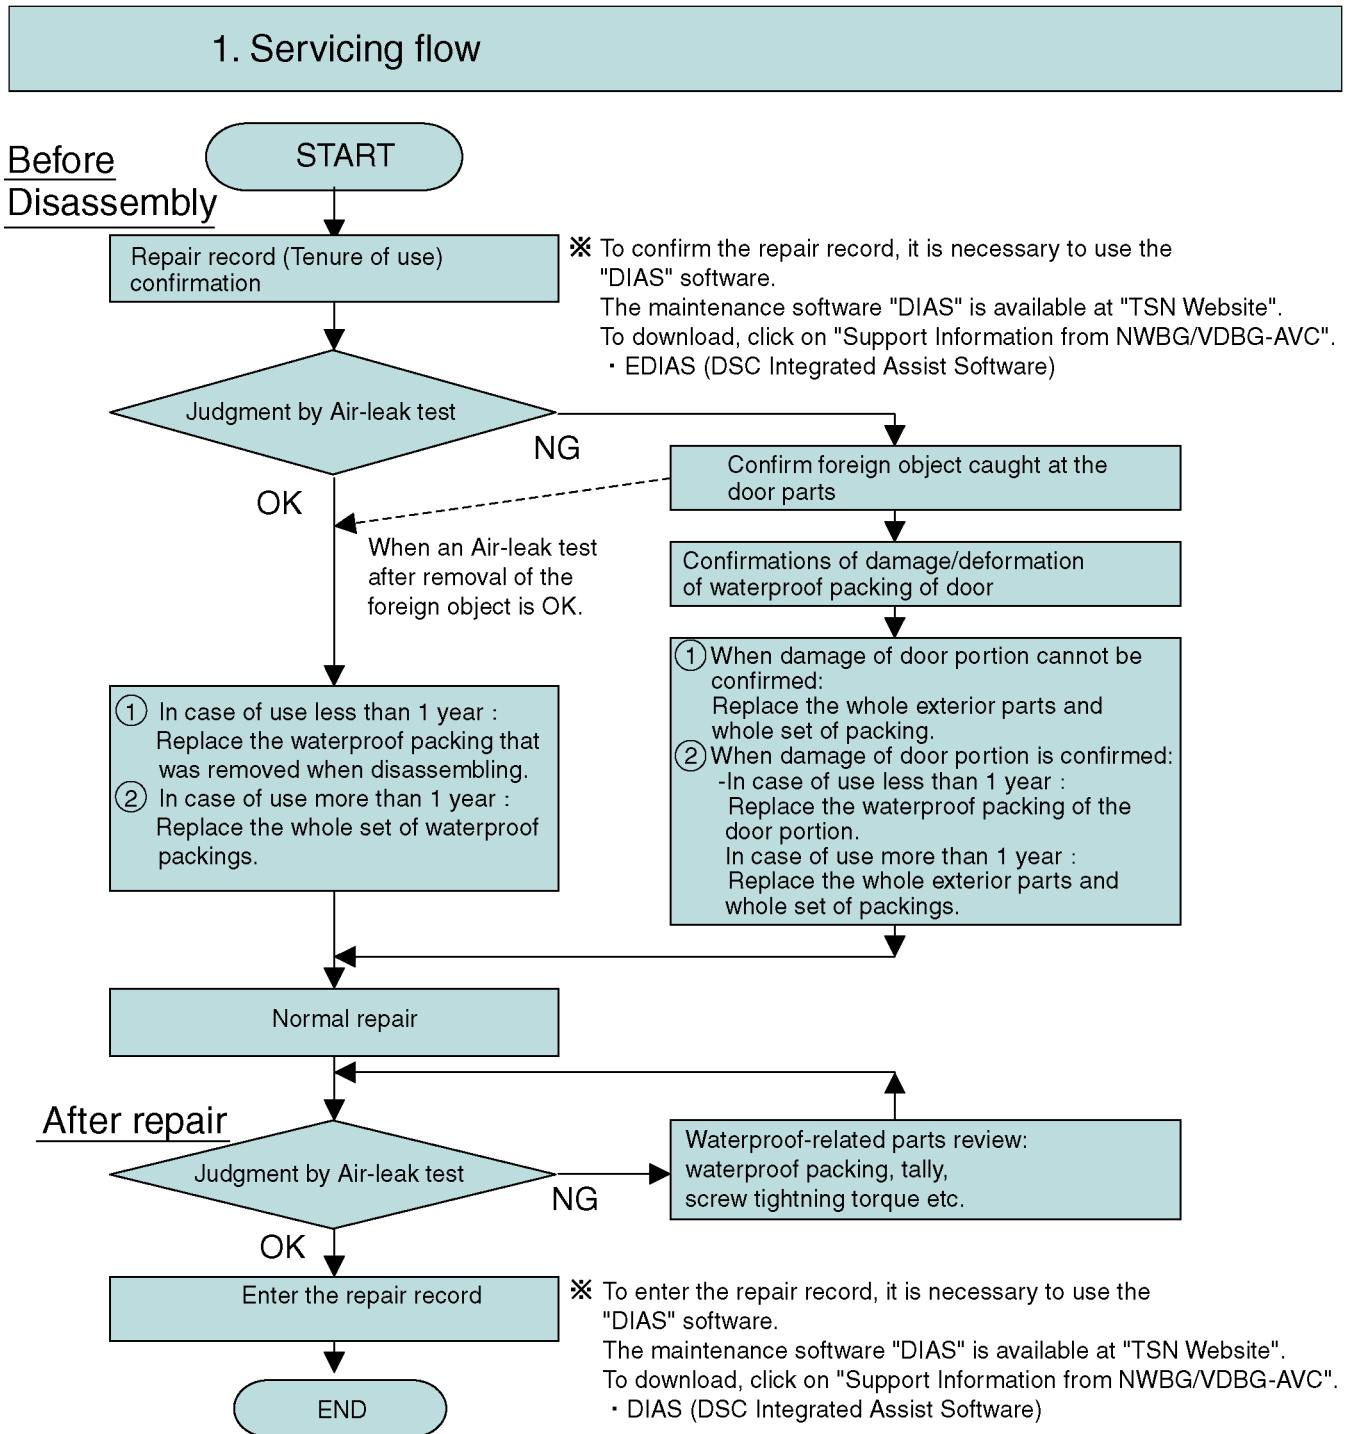 1. Servicing flow
Before
Disassembly
START
Repair record (Tenure of use)
confirmation
※ To confirm the repair record, it is necessary to use the
"DIAS" software.
The maintenance software "DIAS" is available at "TSN Website".
To download, click on "Support Information from NWBG/VDBG-AVC".
・EDIAS (DSC Integrated Assist Software)
Judgment by Air-leak test
NG
OK
Confirm foreign object caught at the
door parts
When an Air-leak test
after removal of the
foreign object is OK.
Confirmations of damage/deformation
of waterproof packing of door
① When damage of door portion cannot be
confirmed:
Replace the whole exterior parts and
whole set of packing.
② When damage of door portion is confirmed:
-In case of use less than 1 year :
Replace the waterproof packing of the
door portion.
In case of use more than 1 year :
Replace the whole exterior parts and
whole set of packings.
① In case of use less than 1 year :
Replace the waterproof packing that
was removed when disassembling.
② In case of use more than 1 year :
Replace the whole set of waterproof
packings.
Normal repair
After repair
Judgment by Air-leak test
NG
OK
Waterproof-related parts review:
waterproof packing, tally,
screw tightning torque etc.
Enter the repair record
※ To enter the repair record, it is necessary to use the
"DIAS" software.
The maintenance software "DIAS" is available at "TSN Website".
To download, click on "Support Information from NWBG/VDBG-AVC".
・DIAS (DSC Integrated Assist Software)
END